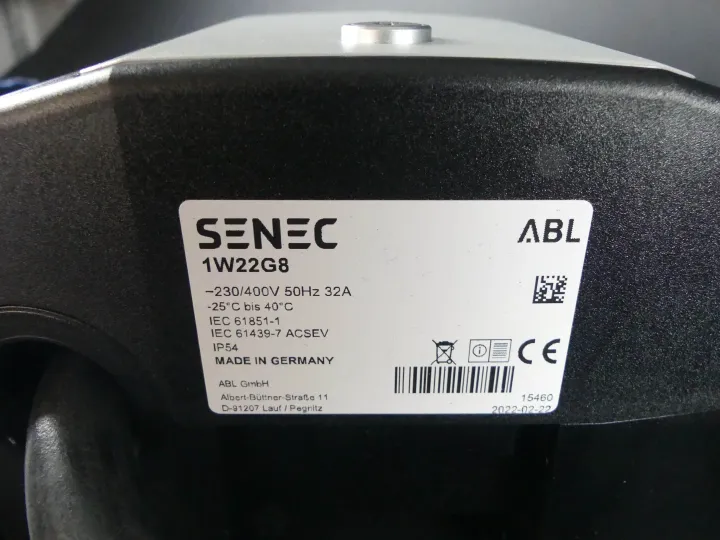 SENEC
ABL
1W22G8
~230/400V 50Hz 32A
-25°C bis 40°C
IEC 61851-1
IEC 61439-7 ACSEV
IP54
MADE IN GERMANY
CE
ABL GmbH
Albert-Büttner-Straße 11
15460
D-91207 Lauf / Pegnitz
2022-02-22